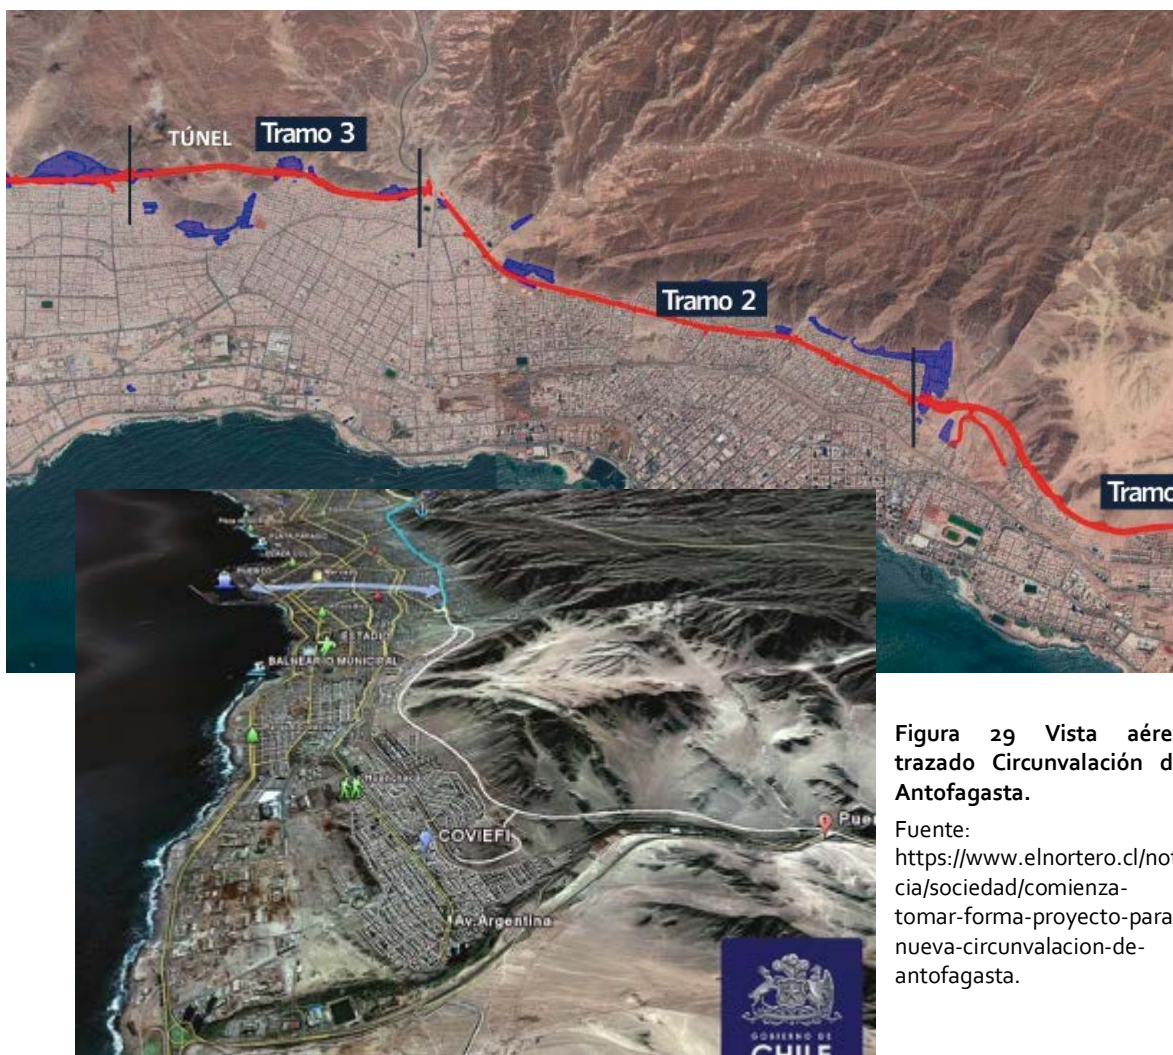 TÚNEL
Tramo 3
Tramo 2
Tramo
PUERTO
ESTADIO
BALNEARIO MUNICIPAL
Huanchaca
COVIEFI
Av.Argentina
GOBIERNO DE
CHILE
Figura 29 Vista aére
trazado Circunvalación d
Antofagasta.
Fuente:
https://www.elnortero.cl/not
cia/sociedad/comienza-
tomar-forma-proyecto-para
nueva-circunvalacion-de-
antofagasta.